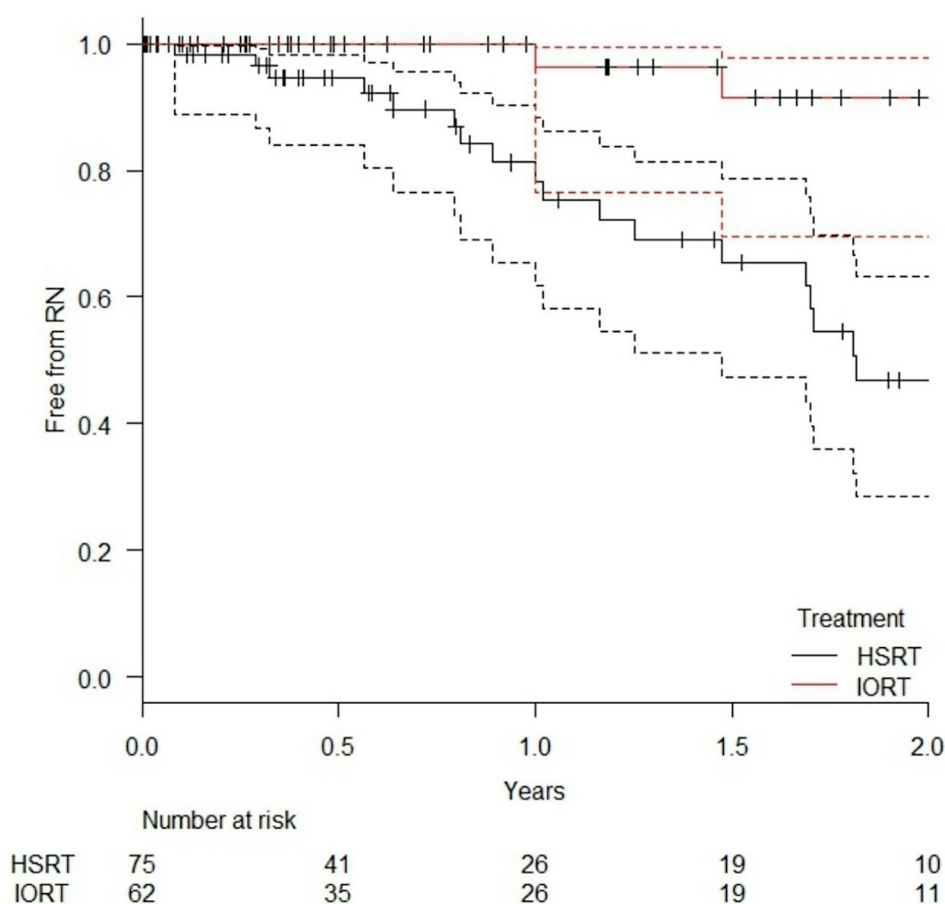 1.0
0.8
0.6
0.4
0.2
0.0
Free from RN
Treatment
HSRT
IORT
0.0 0.5 1.0 1.5 2.0
Years
Number at risk
HSRT 75 41 26 19 10
IORT 62 35 26 19 11